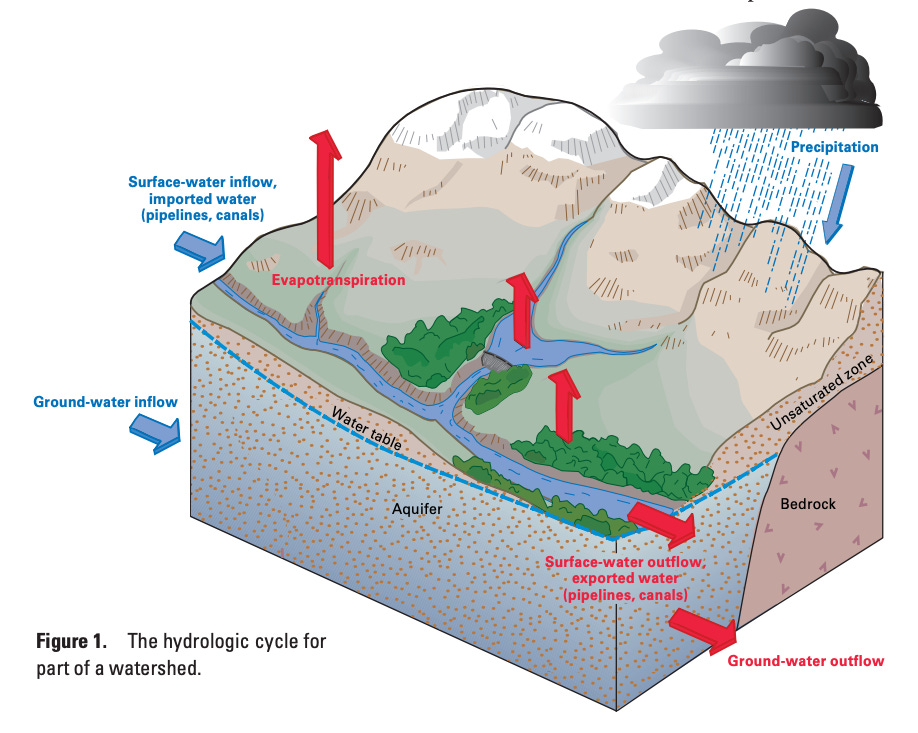 Precipitation
Surface-water inflow,
imported water
(pipelines, canals)
Evapotranspiration
Ground-water inflow
Water table
Unsaturated zone
Aquifer
Bedrock
Surface-water outflow,
exported water
(pipelines, canals)
Figure 1. The hydrologic cycle for
part of a watershed.
Ground-water outflow